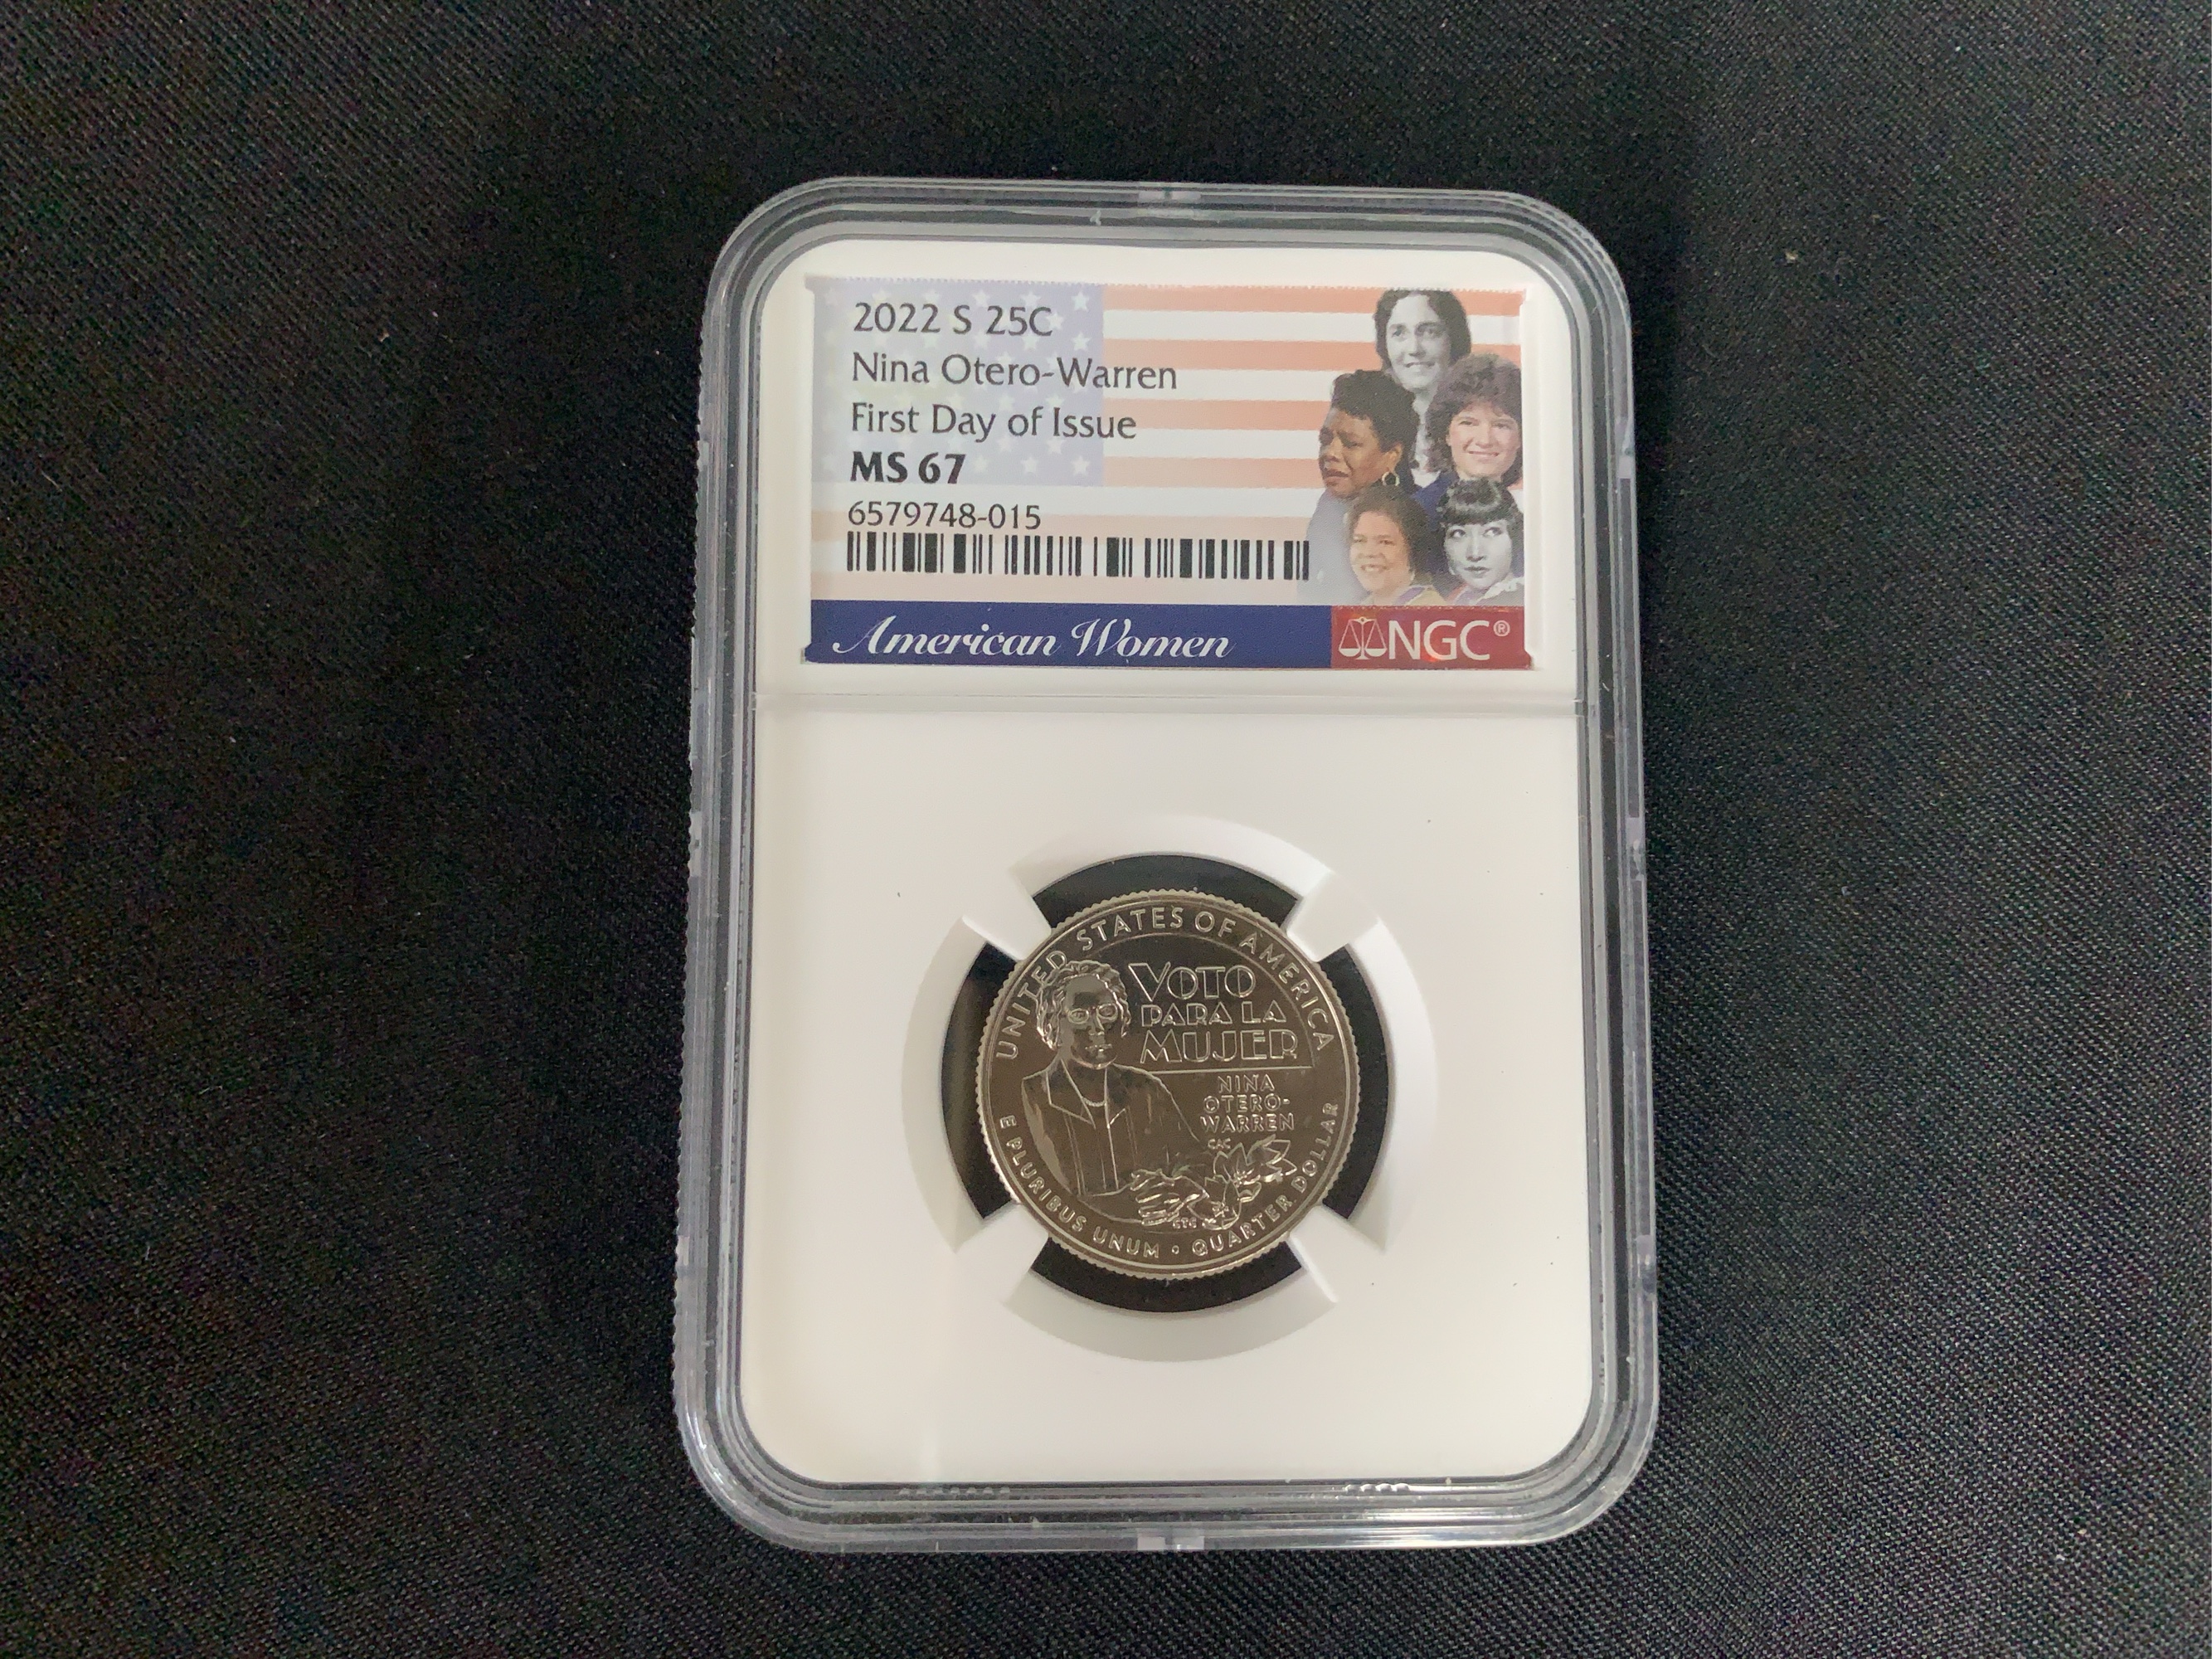 2022 S 25C
Nina Otero-Warren
First Day of Issue
MS 67
6579748-015
American Women
NGC®
UNITED STATES OF AMERICA
VOTO
PARA LA
MUJER
NINA
OTERO-
WARREN
CAC
E PLURIBUS UNUM • QUARTER DOLLAR